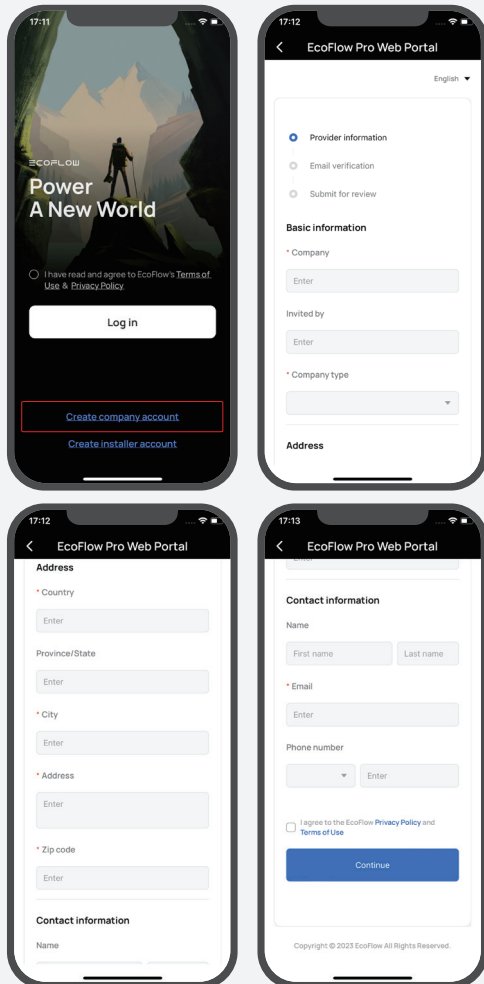 17:11
ECOFLOW
Power
A New World
I have read and agree to EcoFlow's Terms of
Use & Privacy Policy
Log in
Create company account
Create installer account
17:12
EcoFlow Pro Web Portal
English
Provider information
Email verification
Submit for review
Basic information
* Company
Enter
Invited by
Enter
* Company type
Address
17:12
EcoFlow Pro Web Portal
Address
* Country
Enter
Province/State
Enter
* City
Enter
* Address
Enter
* Zip code
Enter
Contact information
Name
17:13
EcoFlow Pro Web Portal
Contact information
Name
First name Last name
* Email
Enter
Phone number
Enter
I agree to the EcoFlow Privacy Policy and
Terms of Use
Continue
Copyright © 2023 EcoFlow All Rights Reserved.